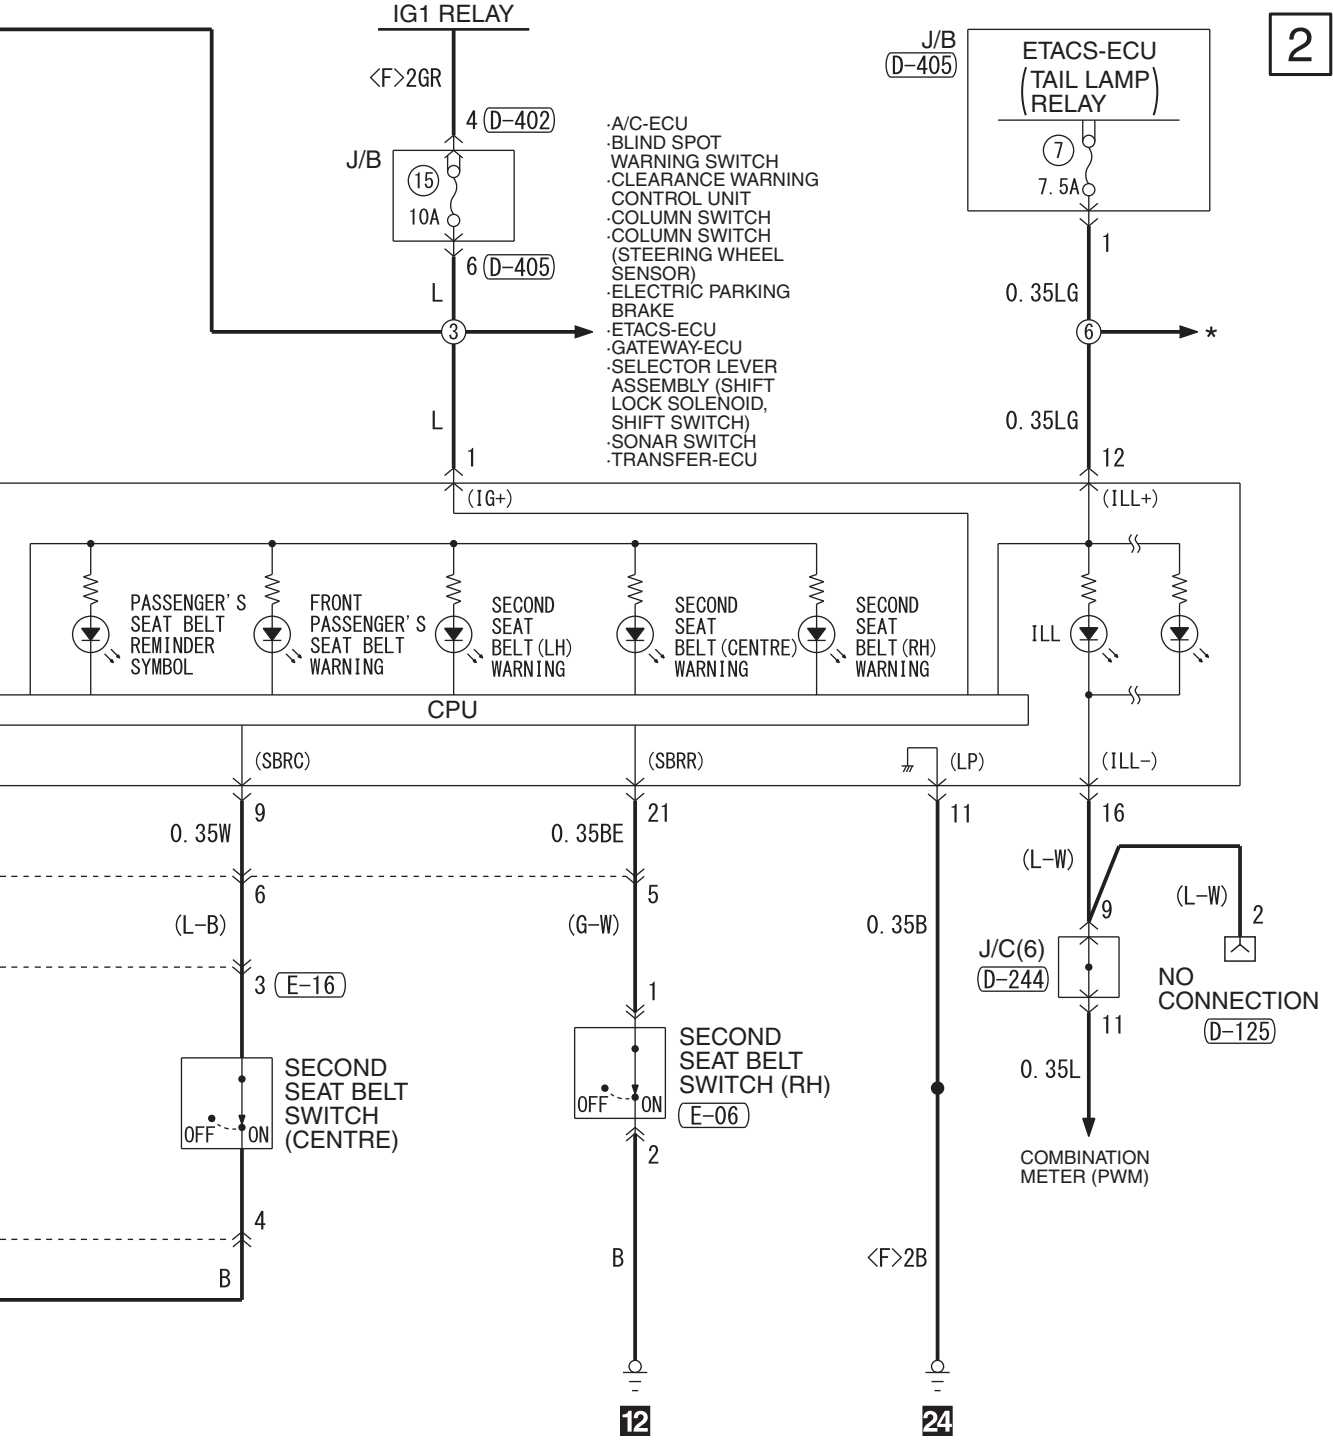 IG1 RELAY
2
J/B
(D-405)
ETACS-ECU
(TAIL LAMP)
RELAY
<F>2GR
4 (D-402)
J/B
15
10A
6 (D-405)
L
3
L
1
(IG+)
·A/C-ECU
·BLIND SPOT
WARNING SWITCH
·CLEARANCE WARNING
CONTROL UNIT
·COLUMN SWITCH
·COLUMN SWITCH
(STEERING WHEEL
SENSOR)
·ELECTRIC PARKING
BRAKE
·ETACS-ECU
·GATEWAY-ECU
·SELECTOR LEVER
ASSEMBLY (SHIFT
LOCK SOLENOID,
SHIFT SWITCH)
·SONAR SWITCH
·TRANSFER-ECU
7
7.5A
1
0.35LG
6
*
0.35LG
12
(ILL+)
PASSENGER'S
SEAT BELT
REMINDER
SYMBOL
FRONT
PASSENGER'S
SEAT BELT
WARNING
SECOND
SEAT
BELT(LH)
WARNING
SECOND
SEAT
BELT(CENTRE)
WARNING
SECOND
SEAT
BELT(RH)
WARNING
ILL
CPU
(SBRC)
(SBRR)
(LP)
(ILL-)
9
0.35W
6
(L-B)
3 (E-16)
SECOND
SEAT BELT
SWITCH
(CENTRE)
OFF ON
4
B
21
0.35BE
5
(G-W)
1
SECOND
SEAT BELT
SWITCH (RH)
(E-06)
OFF ON
2
B
12
11
0.35B
<F>2B
24
16
(L-W)
9
J/C(6)
(D-244)
11
0.35L
COMBINATION
METER (PWM)
(L-W)
2
NO
CONNECTION
(D-125)